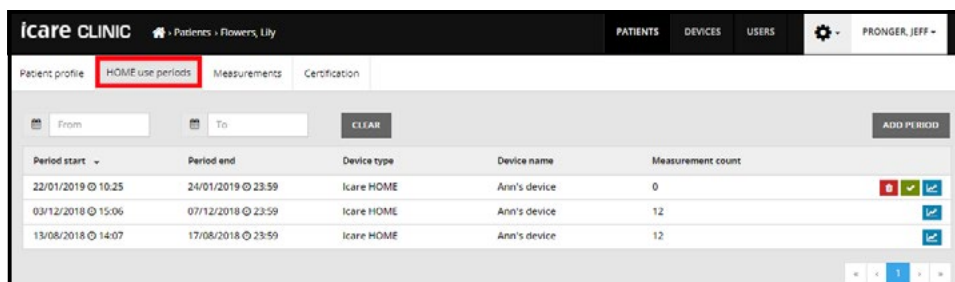 icare CLINIC › Patients › Flowers, Lily PATIENTS DEVICES USERS PRONGER, JEFF
Patient profile HOME use periods Measurements Certification
From To CLEAR ADD PERIOD
Period start Period end Device type Device name Measurement count
22/01/2019 10:25 24/01/2019 23:59 Icare HOME Ann's device 0
03/12/2018 15:06 07/12/2018 23:59 Icare HOME Ann's device 12
13/08/2018 14:07 17/08/2018 23:59 Icare HOME Ann's device 12
« ‹ 1 › »